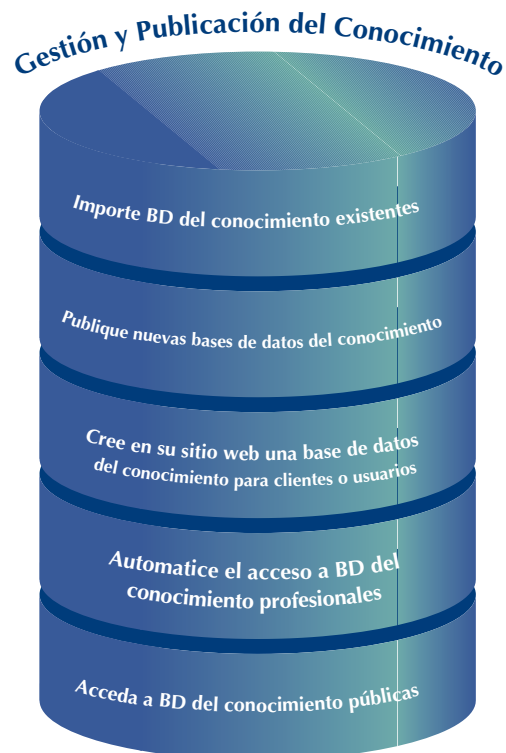 Gestión y Publicación del Conocimiento
Importe BD del conocimiento existentes
Publique nuevas bases de datos del conocimiento
Cree en su sitio web una base de datos
del conocimiento para clientes o usuarios
Automatice el acceso a BD del
conocimiento profesionales
Acceda a BD del conocimiento públicas